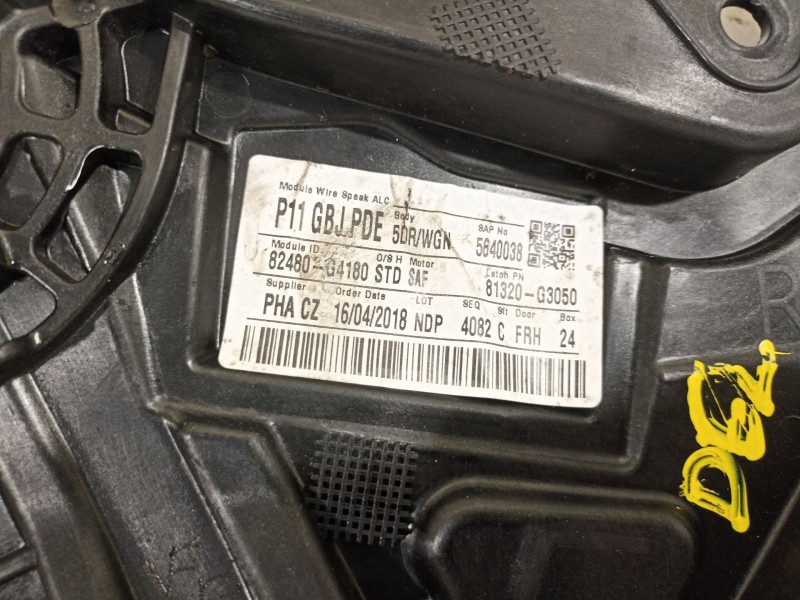 Module Wire Speak ALC Body SAP No
P11 GBJ PDE 5DR/WGN 5640038
Module ID O/S H Motor Latch PN
82480-G4180 STD SAF 81320-G3050
Supplier Order Date LOT SEQ Sft Door Box
PHA CZ 16/04/2018 NDP 4082 C FRH 24
R